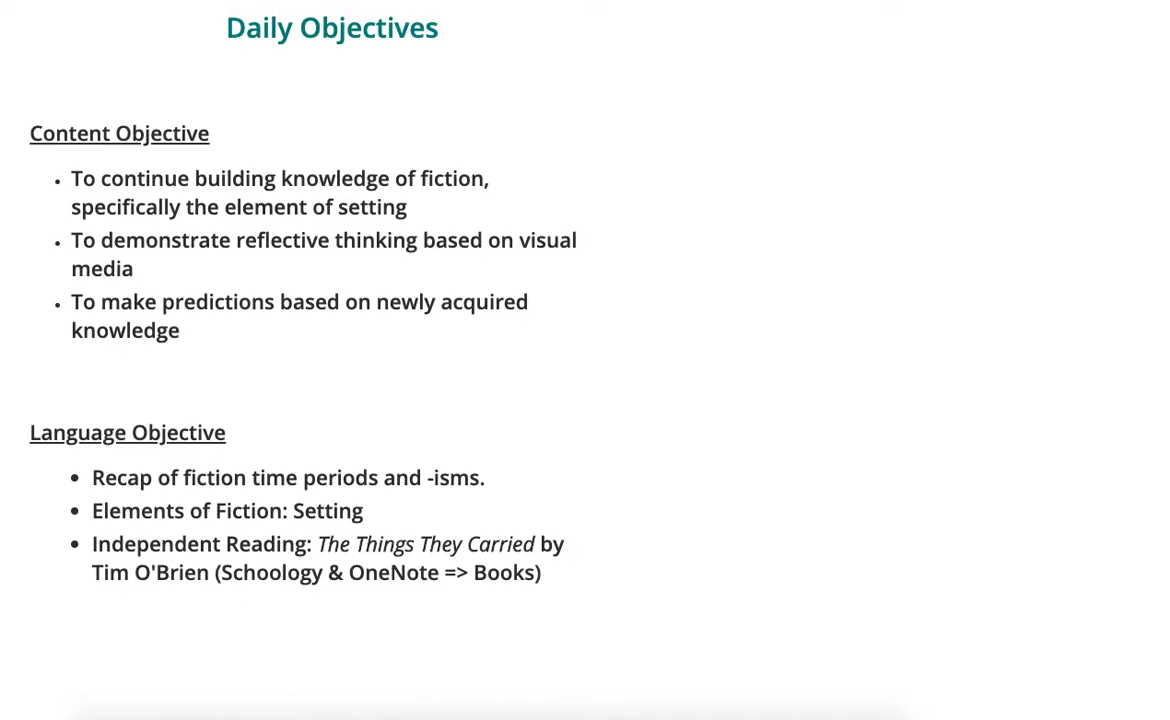 Daily Objectives
Content Objective
• To continue building knowledge of fiction,
specifically the element of setting
• To demonstrate reflective thinking based on visual
media
• To make predictions based on newly acquired
knowledge
Language Objective
• Recap of fiction time periods and -isms.
• Elements of Fiction: Setting
• Independent Reading: The Things They Carried by
Tim O'Brien (Schoology & OneNote => Books)